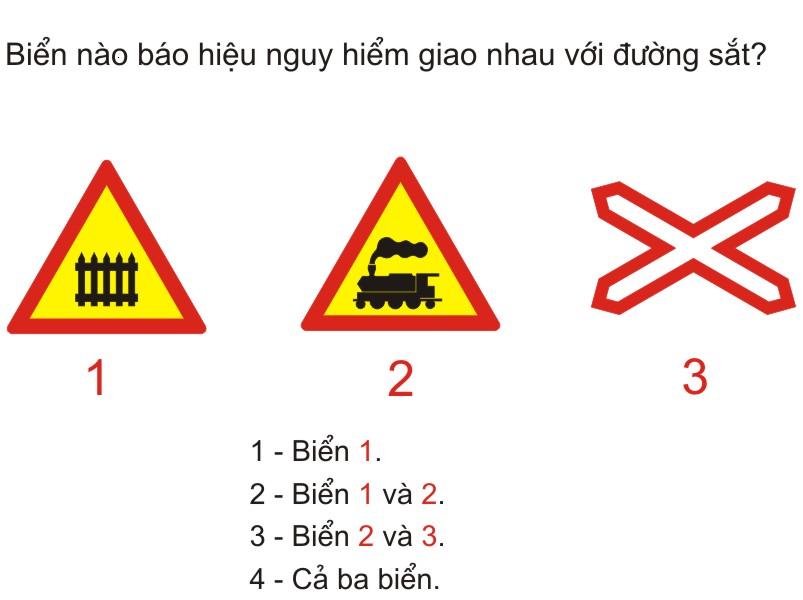 Biển nào báo hiệu nguy hiểm giao nhau với đường sắt?
1 2 3
1 - Biển 1.
2 - Biển 1 và 2.
3 - Biển 2 và 3.
4 - Cả ba biển.